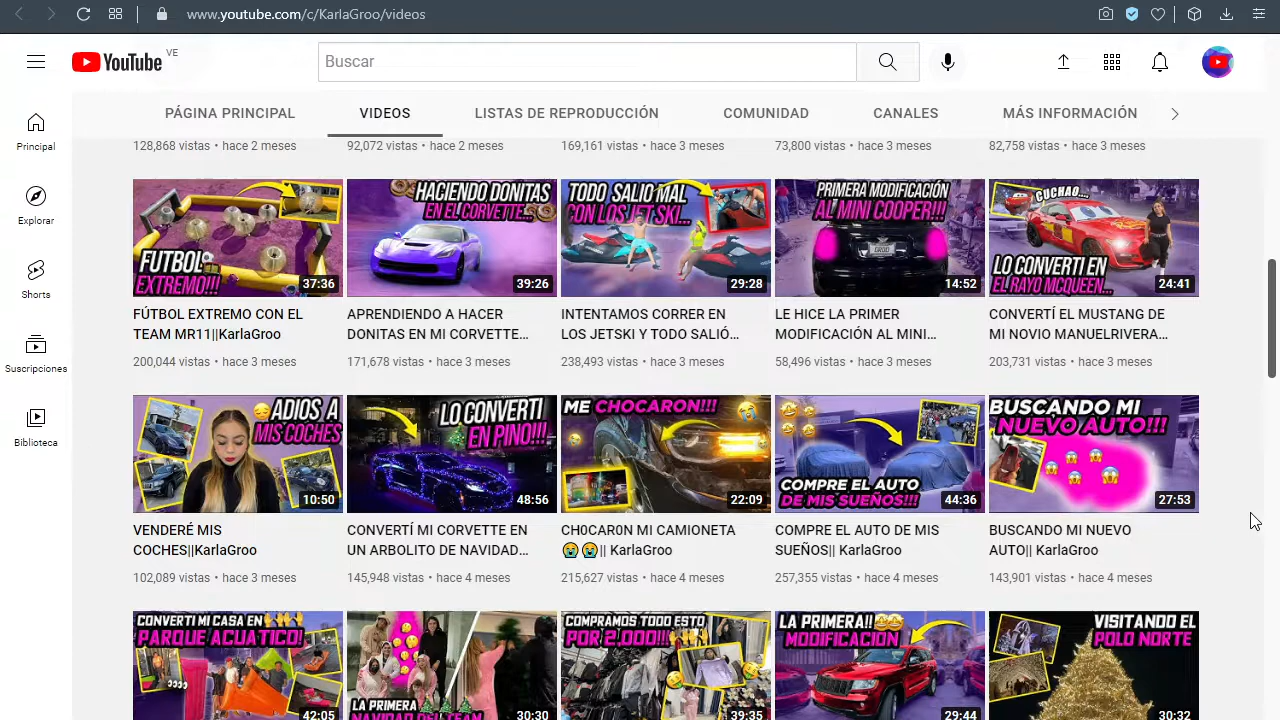 www.youtube.com/c/KarlaGroo/videos
YouTube VE
Buscar
PÁGINA PRINCIPAL VIDEOS LISTAS DE REPRODUCCIÓN COMUNIDAD CANALES MÁS INFORMACIÓN
Principal
Explorar
Shorts
Suscripciones
Biblioteca
128,868 vistas • hace 2 meses
92,072 vistas • hace 2 meses
169,161 vistas • hace 3 meses
73,800 vistas • hace 3 meses
82,758 vistas • hace 3 meses
FUTBOL
EXTREMO!!!
37:36
FÚTBOL EXTREMO CON EL
TEAM MR11||KarlaGroo
200,044 vistas • hace 3 meses
HACIENDO DONITAS
EN EL CORVETTE...
39:26
APRENDIENDO A HACER
DONITAS EN MI CORVETTE…
171,678 vistas • hace 3 meses
TODO SALIO MAL
CON LOS JET SKI...
29:28
INTENTAMOS CORRER EN
LOS JETSKI Y TODO SALIÓ…
238,493 vistas • hace 3 meses
PRIMERA MODIFICACIÓN
AL MINI COOPER!!!
GROO
14:52
LE HICE LA PRIMER
MODIFICACIÓN AL MINI…
58,496 vistas • hace 3 meses
CUCHAO....
LO CONVERTI EN
EL RAYO MCQUEEN...
24:41
CONVERTÍ EL MUSTANG DE
MI NOVIO MANUELRIVERA…
203,731 vistas • hace 3 meses
ADIOS A
MIS COCHES
10:50
VENDERÉ MIS
COCHES||KarlaGroo
102,089 vistas • hace 3 meses
LO CONVERTI
EN PINO!!!
48:56
CONVERTÍ MI CORVETTE EN
UN ARBOLITO DE NAVIDAD…
145,948 vistas • hace 4 meses
ME CHOCARON!!!
22:09
CH0CAR0N MI CAMIONETA
😭😭|| KarlaGroo
215,627 vistas • hace 4 meses
COMPRE EL AUTO
DE MIS SUEÑOS!!!
44:36
COMPRE EL AUTO DE MIS
SUEÑOS|| KarlaGroo
257,355 vistas • hace 4 meses
BUSCANDO MI
NUEVO AUTO!!!
27:53
BUSCANDO MI NUEVO
AUTO|| KarlaGroo
143,901 vistas • hace 4 meses
CONVERTI MI CASA EN
PARQUE ACUATICO!
42:05
LA PRIMERA
NAVIDAD DEL TEAM
30:30
COMPRAMOS TODO ESTO
POR 2,000!!!
39:35
LA PRIMERA!!
MODIFICACIÓN
29:44
VISITANDO EL
POLO NORTE
30:32